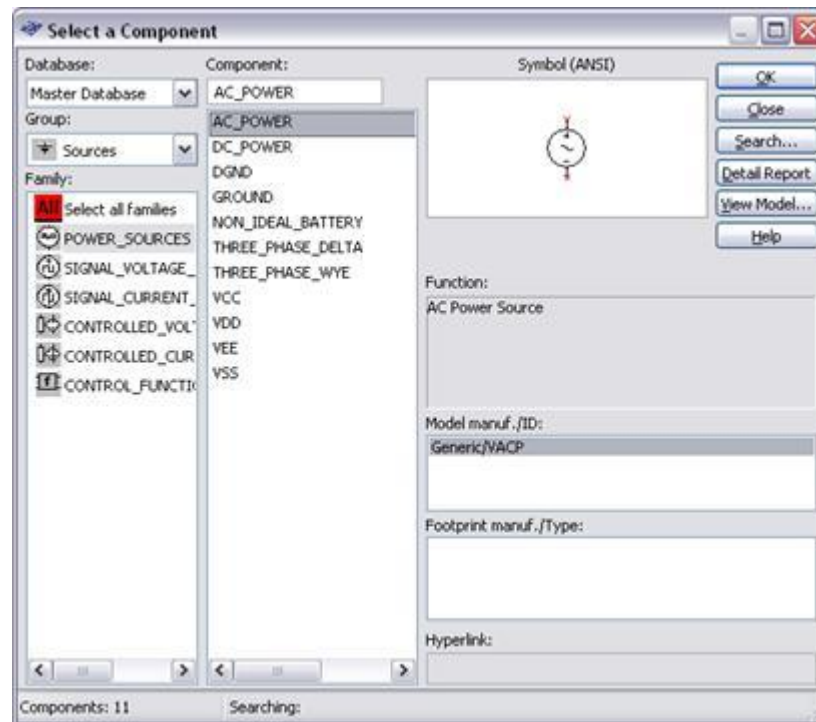 Select a Component
Database:
Master Database
Group:
Sources
Family:
All Select all families
POWER_SOURCES
SIGNAL_VOLTAGE_
SIGNAL_CURRENT_
CONTROLLED_VOL
CONTROLLED_CUR
CONTROL_FUNCTI
Component:
AC_POWER
AC_POWER
DC_POWER
DGND
GROUND
NON_IDEAL_BATTERY
THREE_PHASE_DELTA
THREE_PHASE_WYE
VCC
VDD
VEE
VSS
Symbol (ANSI)
OK
Close
Search...
Detail Report
View Model...
Help
Function:
AC Power Source
Model manuf./ID:
Generic/VACP
Footprint manuf./Type:
Hyperlink:
Components: 11
Searching: